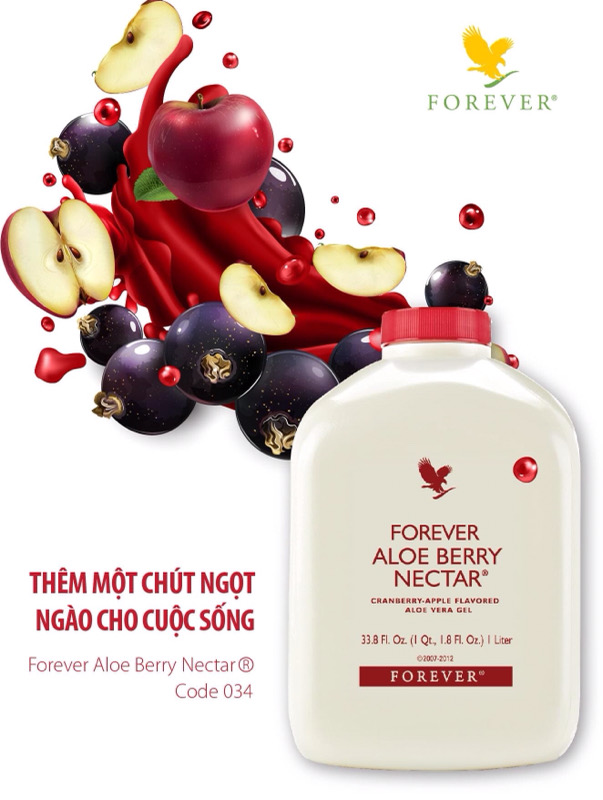 FOREVER®
FOREVER
ALOE BERRY
NECTAR®
CRANBERRY-APPLE FLAVORED
ALOE VERA GEL
33.8 Fl. Oz. (1 Qt., 1.8 Fl. Oz.) 1 Liter
©2007-2012
FOREVER®
THÊM MỘT CHÚT NGỌT
NGÀO CHO CUỘC SỐNG
Forever Aloe Berry Nectar®
Code 034